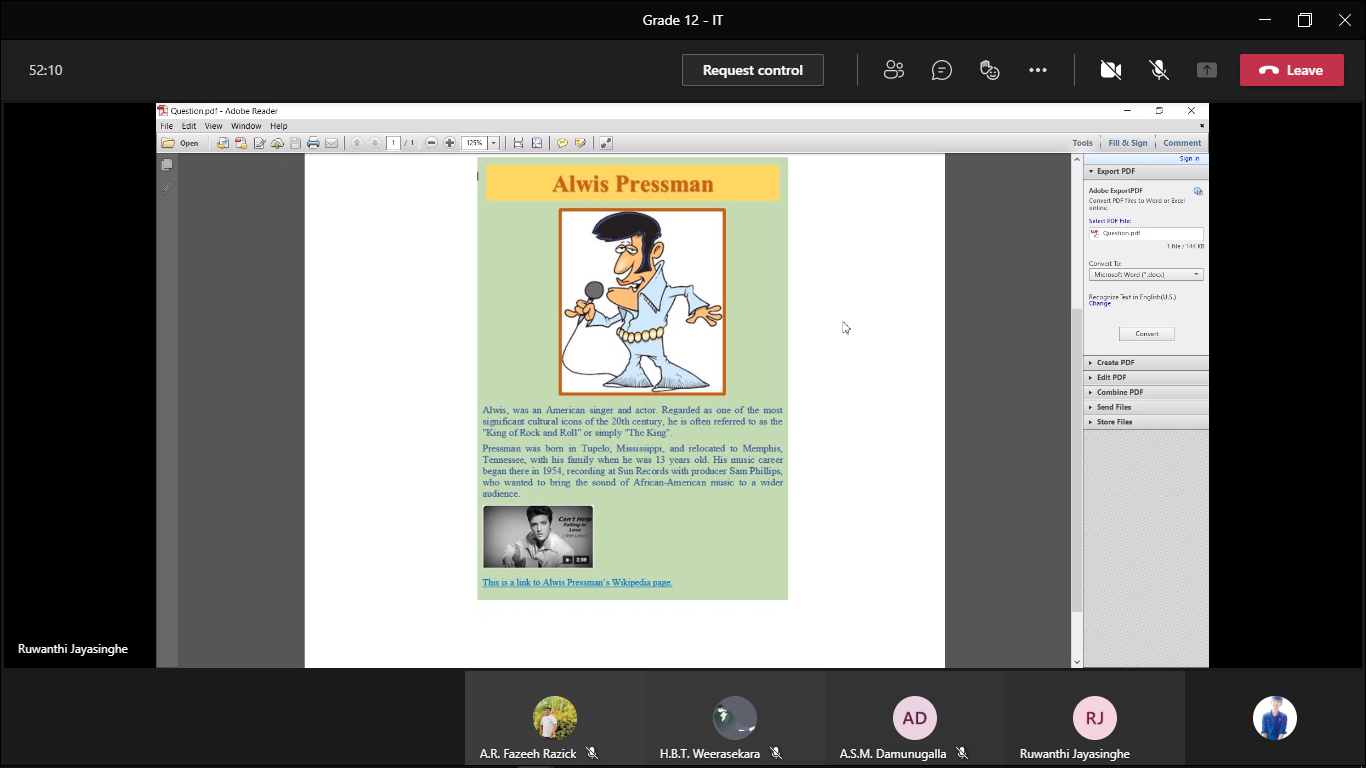 Grade 12 - IT
52:10
Request control
Leave
Question.pdf - Adobe Reader
File Edit View Window Help
Open
1 / 1
125%
Tools
Fill & Sign
Comment
Sign In
Alwis Pressman
Alwis, was an American singer and actor. Regarded as one of the most
significant cultural icons of the 20th century, he is often referred to as the
"King of Rock and Roll" or simply "The King".
Pressman was born in Tupelo, Mississippi, and relocated to Memphis,
Tennessee, with his family when he was 13 years old. His music career
began there in 1954, recording at Sun Records with producer Sam Phillips,
who wanted to bring the sound of African-American music to a wider
audience.
Can't Help
Falling In
Love
(With Lyrics)
2:59
This is a link to Alwis Pressman's Wikipedia page.
Export PDF
Adobe ExportPDF
Convert PDF files to Word or Excel
online.
Select PDF File:
Question.pdf
1 file / 144 KB
Convert To:
Microsoft Word (*.docx)
Recognize Text in English(U.S.)
Change
Convert
Create PDF
Edit PDF
Combine PDF
Send Files
Store Files
Ruwanthi Jayasinghe
A.R. Fazeeh Razick
H.B.T. Weerasekara
AD
A.S.M. Damunugalla
RJ
Ruwanthi Jayasinghe